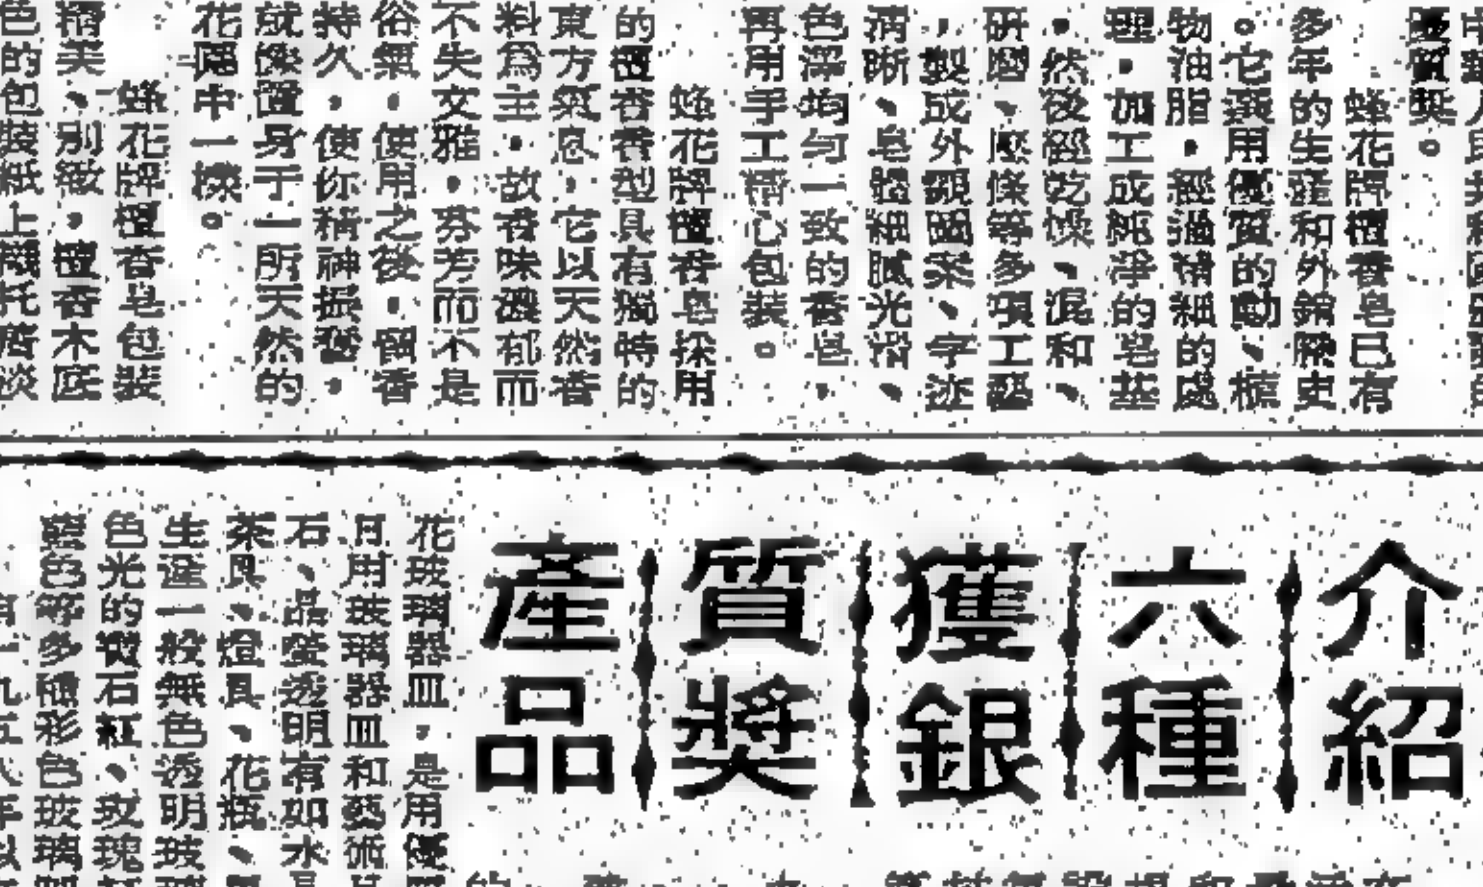 優質獎。
蜂花牌檀香皂已有
多年的生產和外銷歷史
。它選用優質的動、植
物油脂,經過精細的處
理,加工成純淨的皂基
,然後經乾燥、混和、
研磨、壓條等多項工藝
,製成外觀圖案、字迹
清晰、皂體細膩光滑、
色澤均勻一致的香皂,
再用手工精心包裝。
蜂花牌檀香皂採用
的檀香香型具有獨特的
東方氣息,它以天然香
料為主,故香味濃郁而
不失文雅,芬芳而不是
俗氣,使用之後,留香
持久,使你精神振發,
就像置身于一所天然的
花園中一樣。
蜂花牌檀香皂包裝
精美、別緻,檀香木底
色的包裝紙上襯托着淡
介紹
六種
獲銀
質獎
產品
花玻璃器皿,是用優
月用玻璃器皿和藝術
石、品瑩透明有如水
茶具、燈具、花瓶、
生產一般無色透明玻
色光的 石紅、玫瑰
藍色等多種彩色玻璃